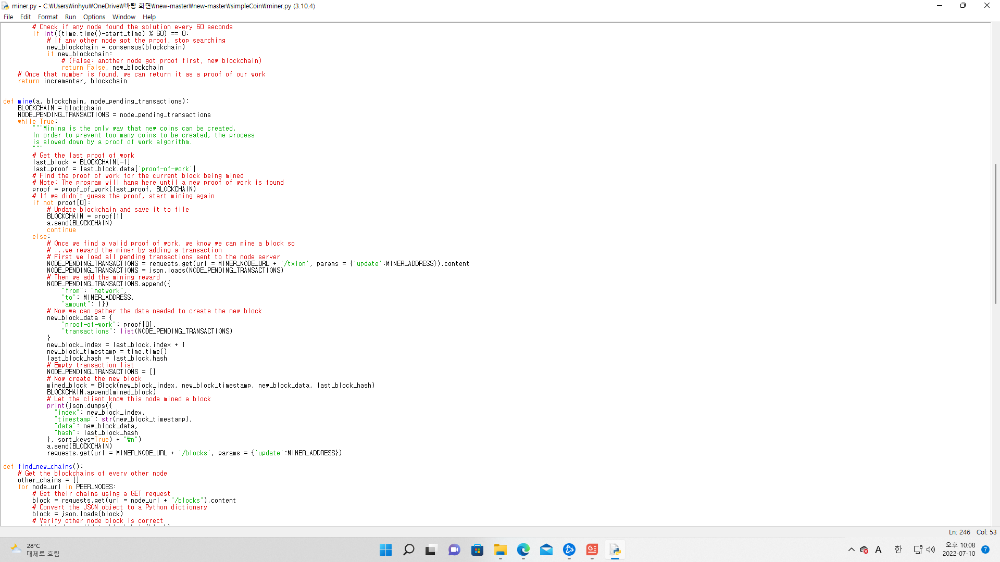 miner.py - C:₩Users₩inhyu₩OneDrive₩바탕 화면₩new-master₩new-master₩simpleCoin₩miner.py (3.10.4)
File Edit Format Run Options Window Help
        # Check if any node found the solution every 60 seconds
        if int((time.time()-start_time) % 60) == 0:
            # If any other node got the proof, stop searching
            new_blockchain = consensus(blockchain)
            if new_blockchain:
                # (False: another node got proof first, new blockchain)
                return False, new_blockchain
    # Once that number is found, we can return it as a proof of our work
    return incrementer, blockchain
def mine(a, blockchain, node_pending_transactions):
    BLOCKCHAIN = blockchain
    NODE_PENDING_TRANSACTIONS = node_pending_transactions
    while True:
        """Mining is the only way that new coins can be created.
        In order to prevent too many coins to be created, the process
        is slowed down by a proof of work algorithm.
        """
        # Get the last proof of work
        last_block = BLOCKCHAIN[-1]
        last_proof = last_block.data['proof-of-work']
        # Find the proof of work for the current block being mined
        # Note: The program will hang here until a new proof of work is found
        proof = proof_of_work(last_proof, BLOCKCHAIN)
        # If we didn't guess the proof, start mining again
        if not proof[0]:
            # Update blockchain and save it to file
            BLOCKCHAIN = proof[1]
            a.send(BLOCKCHAIN)
            continue
        else:
            # Once we find a valid proof of work, we know we can mine a block so
            # ...we reward the miner by adding a transaction
            # First we load all pending transactions sent to the node server
            NODE_PENDING_TRANSACTIONS = requests.get(url = MINER_NODE_URL + '/txion', params = {'update':MINER_ADDRESS}).content
            NODE_PENDING_TRANSACTIONS = json.loads(NODE_PENDING_TRANSACTIONS)
            # Then we add the mining reward
            NODE_PENDING_TRANSACTIONS.append({
                "from": "network",
                "to": MINER_ADDRESS,
                "amount": 1})
            # Now we can gather the data needed to create the new block
            new_block_data = {
                "proof-of-work": proof[0],
                "transactions": list(NODE_PENDING_TRANSACTIONS)
            }
            new_block_index = last_block.index + 1
            new_block_timestamp = time.time()
            last_block_hash = last_block.hash
            # Empty transaction list
            NODE_PENDING_TRANSACTIONS = []
            # Now create the new block
            mined_block = Block(new_block_index, new_block_timestamp, new_block_data, last_block_hash)
            BLOCKCHAIN.append(mined_block)
            # Let the client know this node mined a block
            print(json.dumps({
              "index": new_block_index,
              "timestamp": str(new_block_timestamp),
              "data": new_block_data,
              "hash": last_block_hash
            }, sort_keys=True) + "₩n")
            a.send(BLOCKCHAIN)
            requests.get(url = MINER_NODE_URL + '/blocks', params = {'update':MINER_ADDRESS})
def find_new_chains():
    # Get the blockchains of every other node
    other_chains = []
    for node_url in PEER_NODES:
        # Get their chains using a GET request
        block = requests.get(url = node_url + "/blocks").content
        # Convert the JSON object to a Python dictionary
        block = json.loads(block)
        # Verify other node block is correct
Ln: 246 Col: 53
28°C
대체로 흐림
A 한
오후 10:08
2022-07-10
7